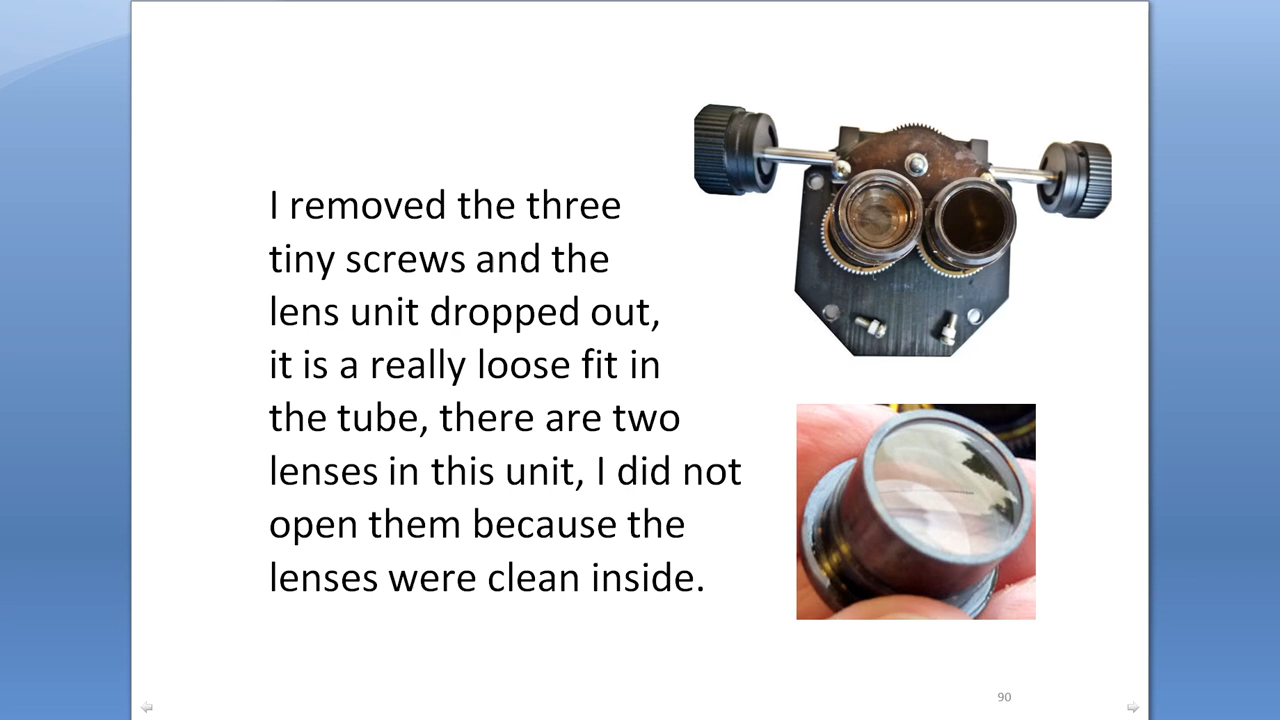 I removed the three
tiny screws and the
lens unit dropped out,
it is a really loose fit in
the tube, there are two
lenses in this unit, I did not
open them because the
lenses were clean inside.
90